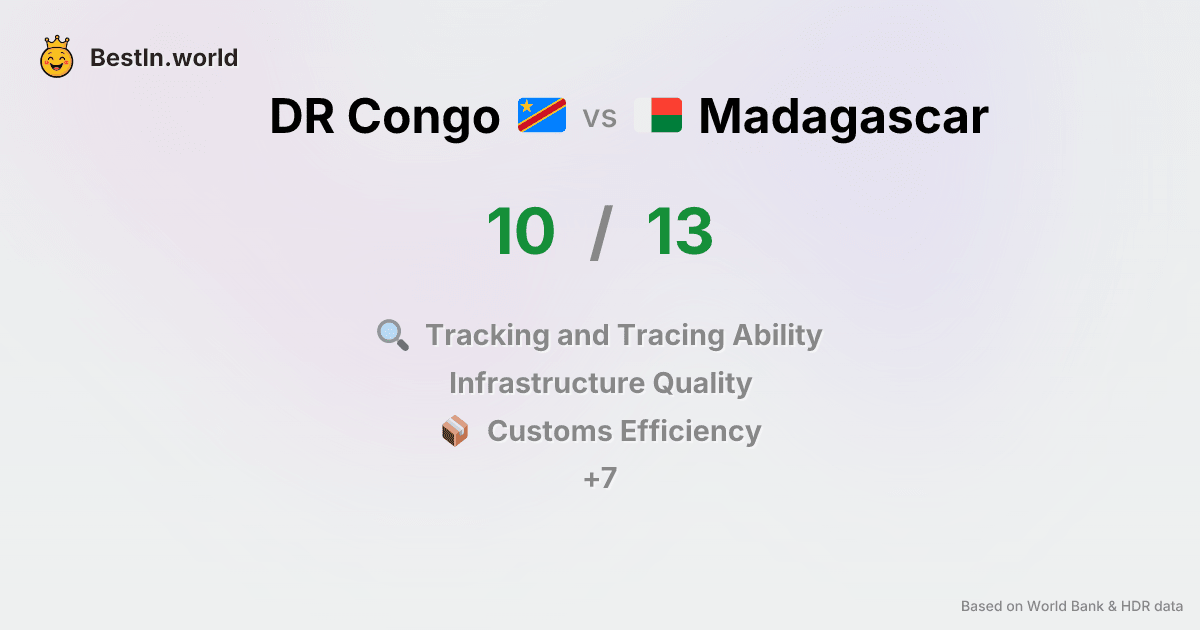 BestIn.world
DR Congo vs Madagascar
10 / 13
Tracking and Tracing Ability
Infrastructure Quality
Customs Efficiency
+7
Based on World Bank & HDR data